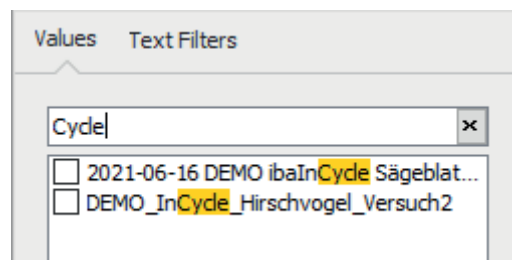 Values Text Filters
Cycle
2021-06-16 DEMO ibaInCycle Sägeblat...
DEMO_InCycle_Hirschvogel_Versuch2